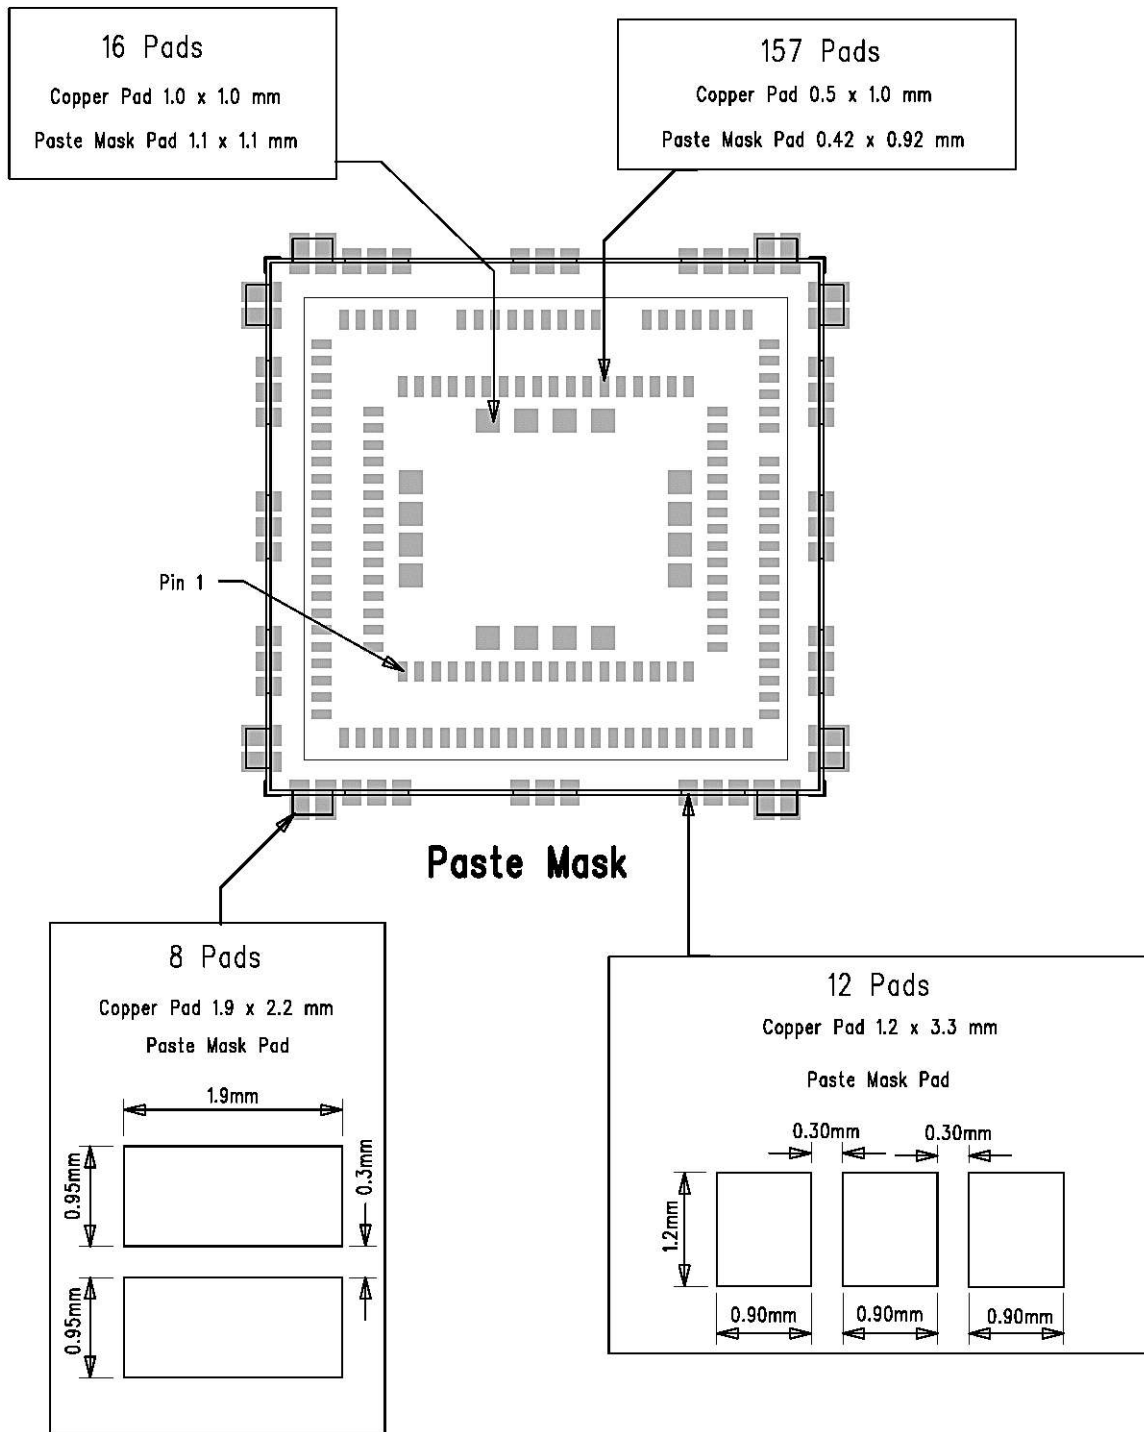 16 Pads
Copper Pad 1.0 x 1.0 mm
Paste Mask Pad 1.1 x 1.1 mm
157 Pads
Copper Pad 0.5 x 1.0 mm
Paste Mask Pad 0.42 x 0.92 mm
Pin 1
Paste Mask
8 Pads
Copper Pad 1.9 x 2.2 mm
Paste Mask Pad
1.9mm
0.95mm
0.3mm
0.95mm
12 Pads
Copper Pad 1.2 x 3.3 mm
Paste Mask Pad
0.30mm
0.30mm
1.2mm
0.90mm
0.90mm
0.90mm